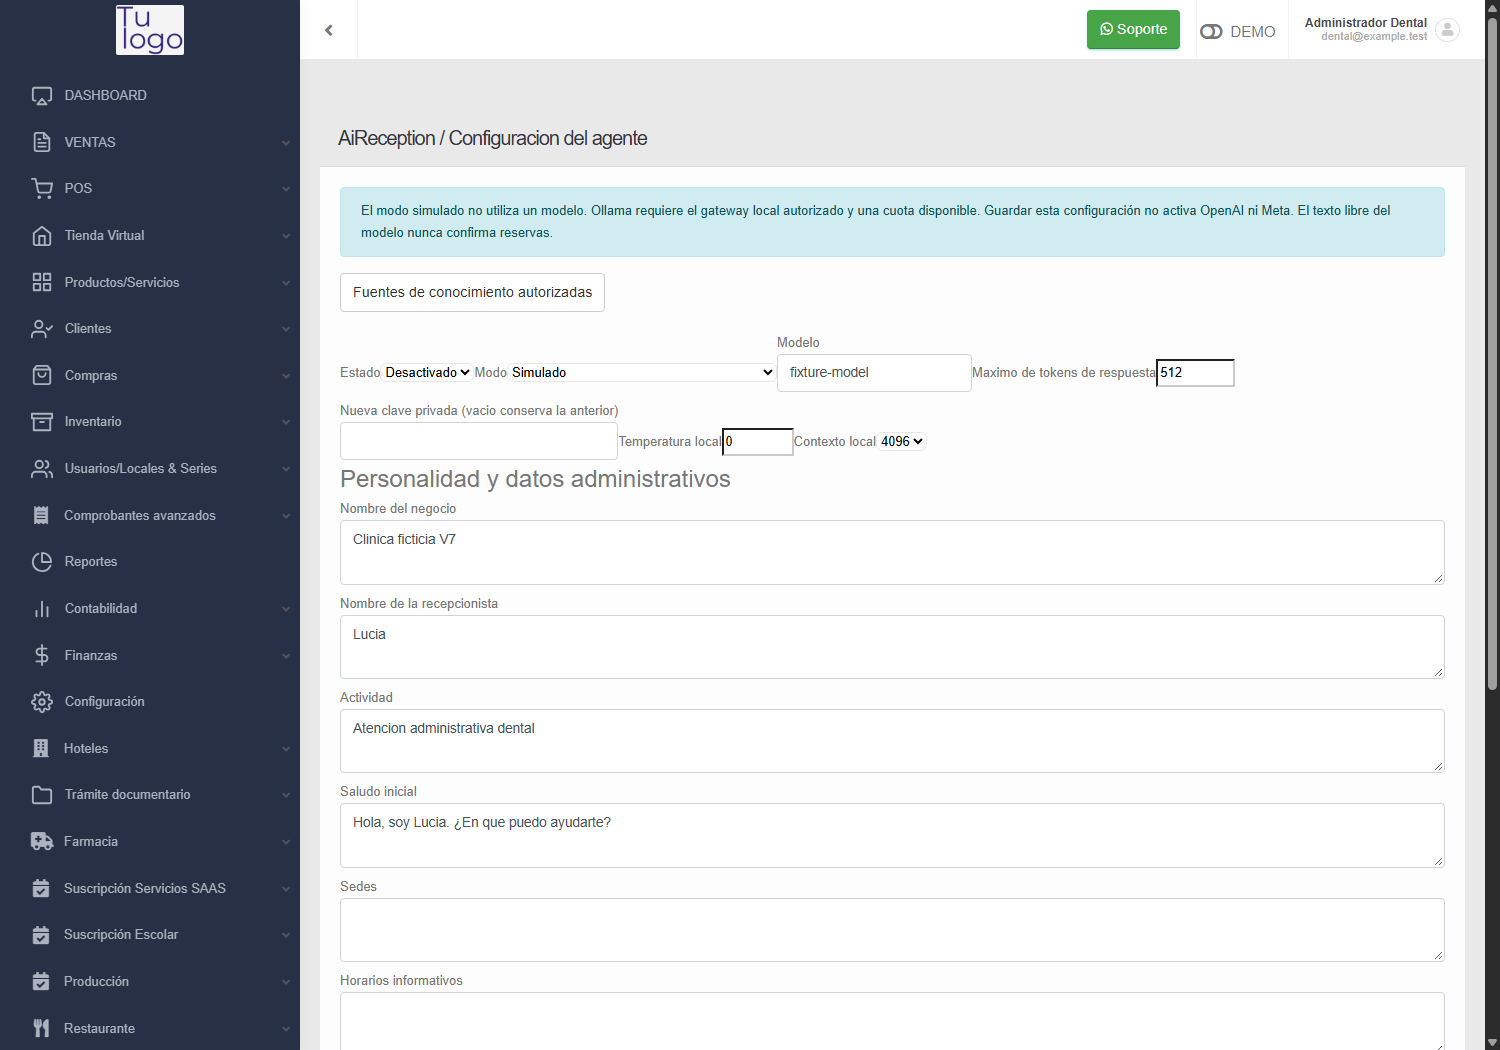 Tu
logo
DASHBOARD
VENTAS
POS
Tienda Virtual
Productos/Servicios
Clientes
Compras
Inventario
Usuarios/Locales & Series
Comprobantes avanzados
Reportes
Contabilidad
Finanzas
Configuración
Hoteles
Trámite documentario
Farmacia
Suscripción Servicios SAAS
Suscripción Escolar
Producción
Restaurante
Soporte
DEMO
Administrador Dental
dental@example.test
AiReception / Configuracion del agente
El modo simulado no utiliza un modelo. Ollama requiere el gateway local autorizado y una cuota disponible. Guardar esta configuración no activa OpenAI ni Meta. El texto libre del
modelo nunca confirma reservas.
Fuentes de conocimiento autorizadas
Modelo
Estado Desactivado Modo Simulado fixture-model Maximo de tokens de respuesta 512
Nueva clave privada (vacio conserva la anterior)
Temperatura local 0 Contexto local 4096
Personalidad y datos administrativos
Nombre del negocio
Clinica ficticia V7
Nombre de la recepcionista
Lucia
Actividad
Atencion administrativa dental
Saludo inicial
Hola, soy Lucia. ¿En que puedo ayudarte?
Sedes
Horarios informativos